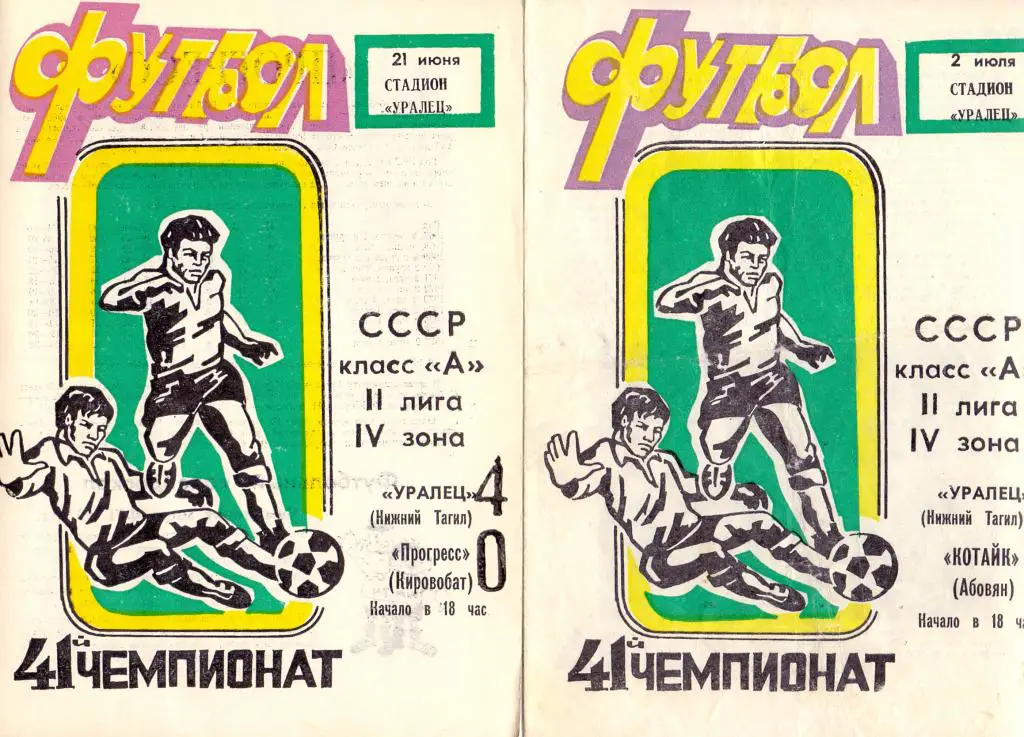 ФУТБОЛ
21 июня
СТАДИОН
«УРАЛЕЦ»
СССР
класс «А»
II лига
IV зона
«УРАЛЕЦ» 4
(Нижний Тагил)
«Прогресс» 0
(Кировобат)
Начало в 18 час
41й ЧЕМПИОНАТ
ФУТБОЛ
2 июля
СТАДИОН
«УРАЛЕЦ»
СССР
класс «А
II лига
IV зона
«УРАЛЕЦ
(Нижний Тагил)
«КОТАЙК»
(Абовян)
Начало в 18 ча
41й ЧЕМПИОНАТ